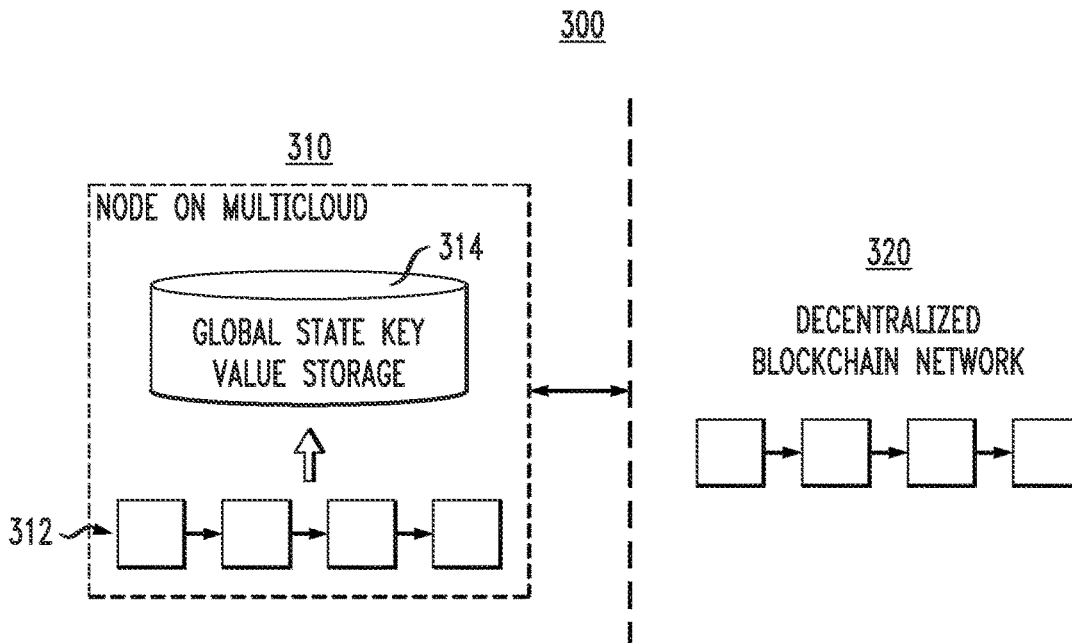 300
310
NODE ON MULTICLOUD
314
GLOBAL STATE KEY
VALUE STORAGE
312
320
DECENTRALIZED
BLOCKCHAIN NETWORK